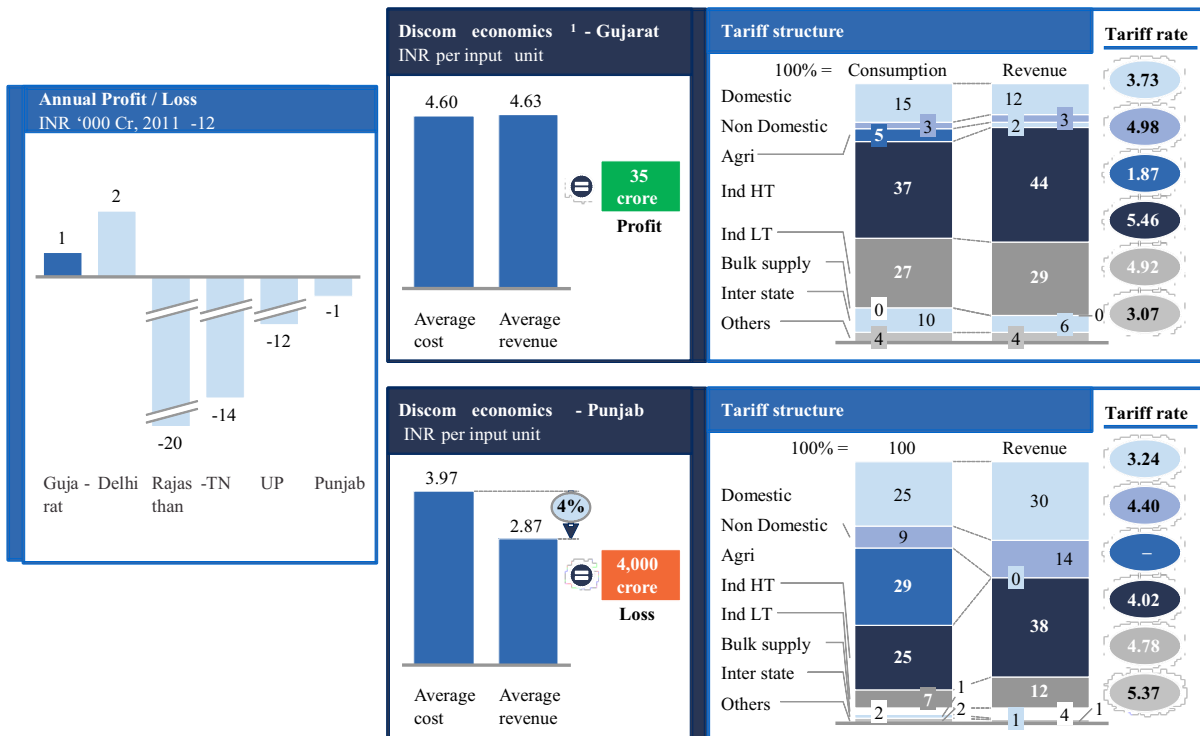 Annual Profit / Loss
INR ‘000 Cr, 2011 -12
1
2
-20
-14
-12
-1
Guja - Delhi Rajas -TN UP Punjab
rat than
Discom economics 1 - Gujarat
INR per input unit
4.60 4.63
=
35
crore
Profit
Average Average
cost revenue
Tariff structure
100% = Consumption Revenue
Domestic 15 12
Non Domestic 3 3
Agri 5 2
Ind HT 37 44
Ind LT 27 29
Bulk supply 0 0
Inter state 10 6
Others 4 4
Tariff rate
3.73
4.98
1.87
5.46
4.92
3.07
Discom economics - Punjab
INR per input unit
3.97
4%
2.87
=
4,000
crore
Loss
Average Average
cost revenue
Tariff structure
100% = 100 Revenue
Domestic 25 30
Non Domestic 9 14
Agri 29 0
Ind HT 25 38
Ind LT 7 12
Bulk supply 1
Inter state 2 2 4 1
Others 1
Tariff rate
3.24
4.40
–
4.02
4.78
5.37